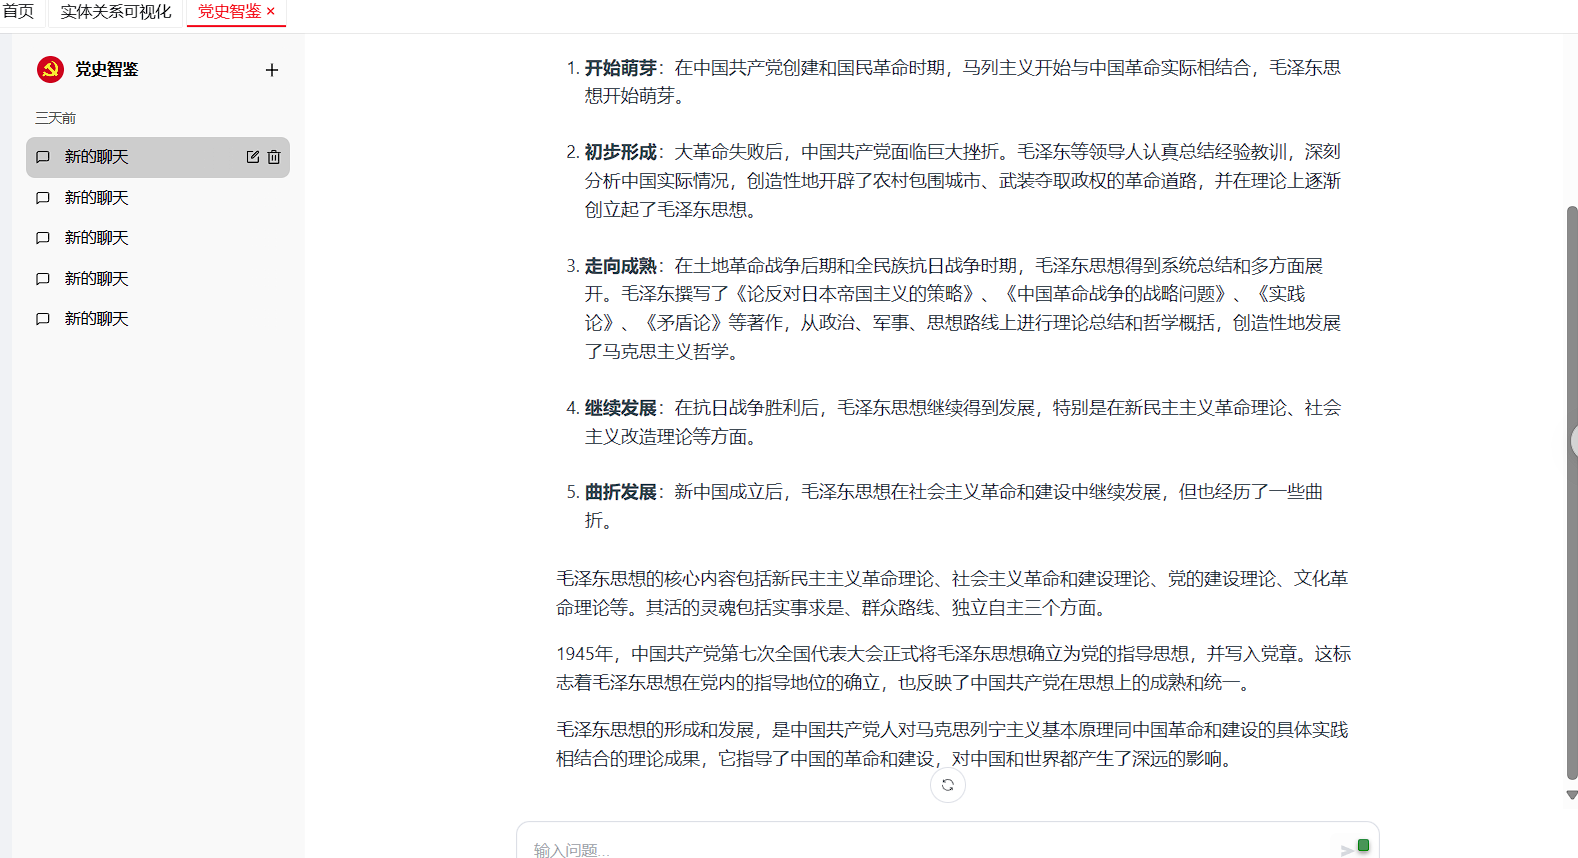 首页 实体关系可视化 党史智鉴 ×
党史智鉴 +
三天前
新的聊天
新的聊天
新的聊天
新的聊天
新的聊天
1. 开始萌芽：在中国共产党创建和国民革命时期，马列主义开始与中国革命实际相结合，毛泽东思
想开始萌芽。
2. 初步形成：大革命失败后，中国共产党面临巨大挫折。毛泽东等领导人认真总结经验教训，深刻
分析中国实际情况，创造性地开辟了农村包围城市、武装夺取政权的革命道路，并在理论上逐渐
创立起了毛泽东思想。
3. 走向成熟：在土地革命战争后期和全民族抗日战争时期，毛泽东思想得到系统总结和多方面展
开。毛泽东撰写了《论反对日本帝国主义的策略》、《中国革命战争的战略问题》、《实践
论》、《矛盾论》等著作，从政治、军事、思想路线上进行理论总结和哲学概括，创造性地发展
了马克思主义哲学。
4. 继续发展：在抗日战争胜利后，毛泽东思想继续得到发展，特别是在新民主主义革命理论、社会
主义改造理论等方面。
5. 曲折发展：新中国成立后，毛泽东思想在社会主义革命和建设中继续发展，但也经历了一些曲
折。
毛泽东思想的核心内容包括新民主主义革命理论、社会主义革命和建设理论、党的建设理论、文化革
命理论等。其活的灵魂包括实事求是、群众路线、独立自主三个方面。
1945年，中国共产党第七次全国代表大会正式将毛泽东思想确立为党的指导思想，并写入党章。这标
志着毛泽东思想在党内的指导地位的确立，也反映了中国共产党在思想上的成熟和统一。
毛泽东思想的形成和发展，是中国共产党人对马克思列宁主义基本原理同中国革命和建设的具体实践
相结合的理论成果，它指导了中国的革命和建设，对中国和世界都产生了深远的影响。
输入问题...